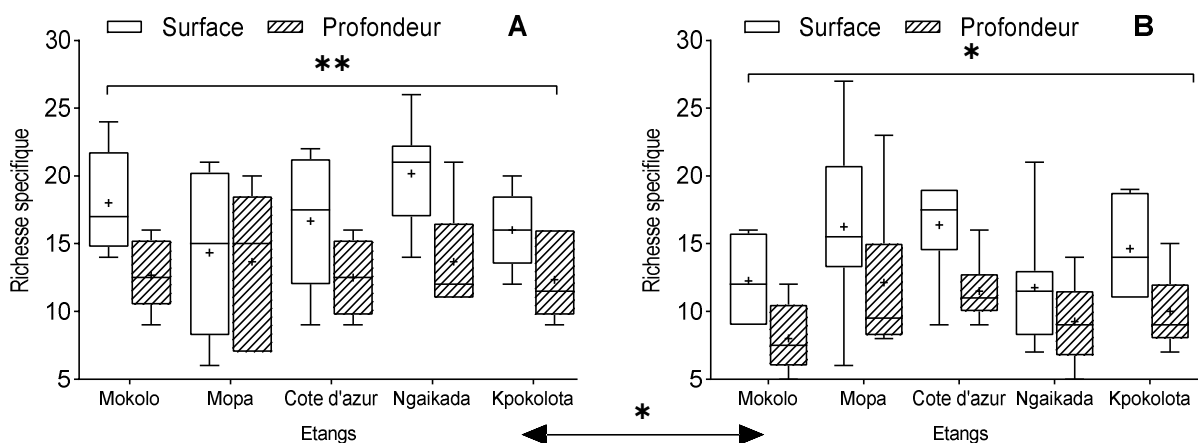 Surface Profondeur A
30
25
20
15
10
5
Richesse specifique
**
Mokolo Mopa Cote d'azur Ngaikada Kpokolota
Etangs
*
Surface Profondeur B
30
25
20
15
10
5
Richesse specifique
*
Mokolo Mopa Cote d'azur Ngaikada Kpokolota
Etangs